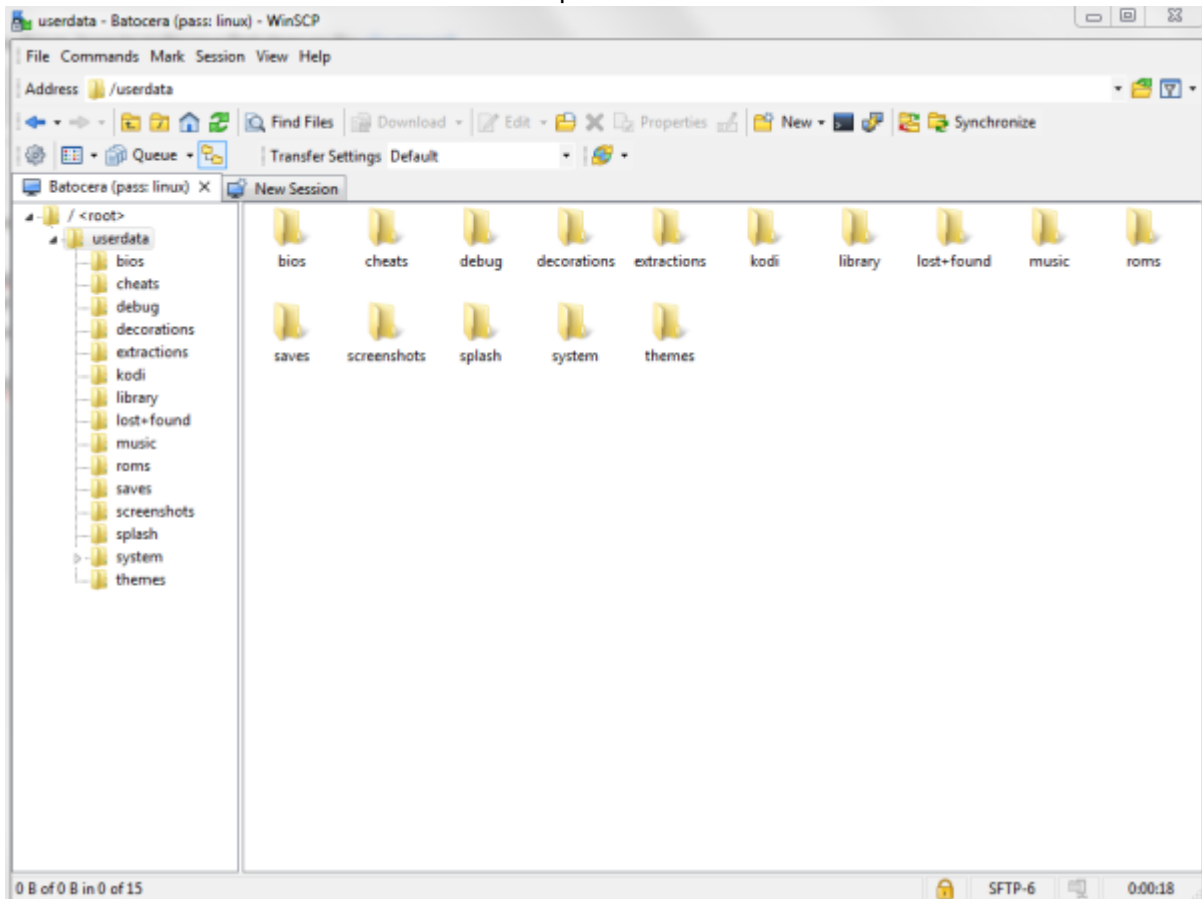 userdata - Batocera (pass: linux) - WinSCP
File Commands Mark Session View Help
Address /userdata
Find Files Download Edit Properties New Synchronize
Queue Transfer Settings Default
Batocera (pass: linux) New Session
/ <root>
userdata
bios
cheats
debug
decorations
extractions
kodi
library
lost+found
music
roms
saves
screenshots
splash
system
themes
bios cheats debug decorations extractions kodi library lost+found music roms
saves screenshots splash system themes
0 B of 0 B in 0 of 15 SFTP-6 0:00:18